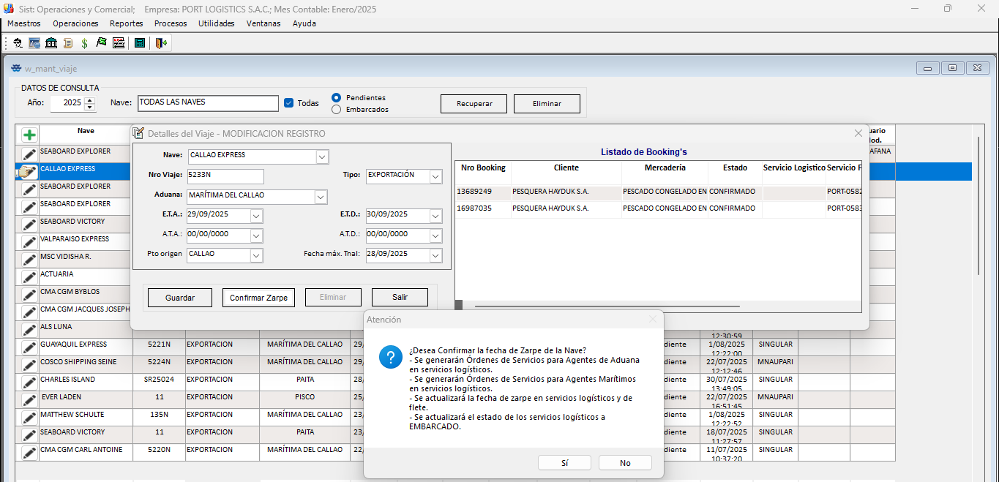 Sist: Operaciones y Comercial; Empresa: PORT LOGISTICS S.A.C.; Mes Contable: Enero/2025
Maestros Operaciones Reportes Procesos Utilidades Ventanas Ayuda
w_mant_viaje
DATOS DE CONSULTA
Año: 2025 Nave: TODAS LAS NAVES Todas Pendientes Embarcados Recuperar Eliminar
Nave
SEABOARD EXPLORER
CALLAO EXPRESS
SEABOARD EXPLORER
SEABOARD EXPLORER
SEABOARD VICTORY
VALPARAISO EXPRESS
MSC VIDISHA R.
ACTUARIA
CMA CGM BYBLOS
CMA CGM JACQUES JOSEPH
ALS LUNA
uario
od.
AFANA
Detalles del Viaje - MODIFICACION REGISTRO
Nave: CALLAO EXPRESS
Nro Viaje: 5233N Tipo: EXPORTACIÓN
Aduana: MARÍTIMA DEL CALLAO
E.T.A.: 29/09/2025 E.T.D.: 30/09/2025
A.T.A.: 00/00/0000 A.T.D.: 00/00/0000
Pto origen CALLAO Fecha máx. Tnal: 28/09/2025
Guardar Confirmar Zarpe Eliminar Salir
Listado de Booking's
Nro Booking Cliente Mercadería Estado Servicio Logistico Servicio F
13689249 PESQUERA HAYDUK S.A. PESCADO CONGELADO EN CONFIRMADO PORT-0582
16987035 PESQUERA HAYDUK S.A. PESCADO CONGELADO EN CONFIRMADO PORT-0583
12:30:59
GUAYAQUIL EXPRESS 5221N EXPORTACION MARÍTIMA DEL CALLAO 29/ diente 1/08/2025 12:22:00 SINGULAR
COSCO SHIPPING SEINE 5224N EXPORTACION MARÍTIMA DEL CALLAO 29/ diente 22/07/2025 12:12:46 MNAUPARI
CHARLES ISLAND SR25024 EXPORTACION PAITA 28/ diente 30/07/2025 13:49:05 SINGULAR
EVER LADEN 11 EXPORTACION PISCO 25/ diente 22/07/2025 16:51:45 MNAUPARI
MATTHEW SCHULTE 135N EXPORTACION MARÍTIMA DEL CALLAO 23/ diente 1/08/2025 12:22:52 SINGULAR
SEABOARD VICTORY 11 EXPORTACION PAITA 23/ diente 18/07/2025 11:27:57 SINGULAR
CMA CGM CARL ANTOINE 5220N EXPORTACION MARÍTIMA DEL CALLAO 22/ diente 11/07/2025 10:37:20 SINGULAR
Atención
¿Desea Confirmar la fecha de Zarpe de la Nave?
- Se generarán Órdenes de Servicios para Agentes de Aduana
en servicios logísticos.
- Se generarán Órdenes de Servicios para Agentes Marítimos
en servicios logísticos.
- Se actualizará la fecha de zarpe en servicios logísticos y de
flete.
- Se actualizará el estado de los servicios logísticos a
EMBARCADO.
Sí No